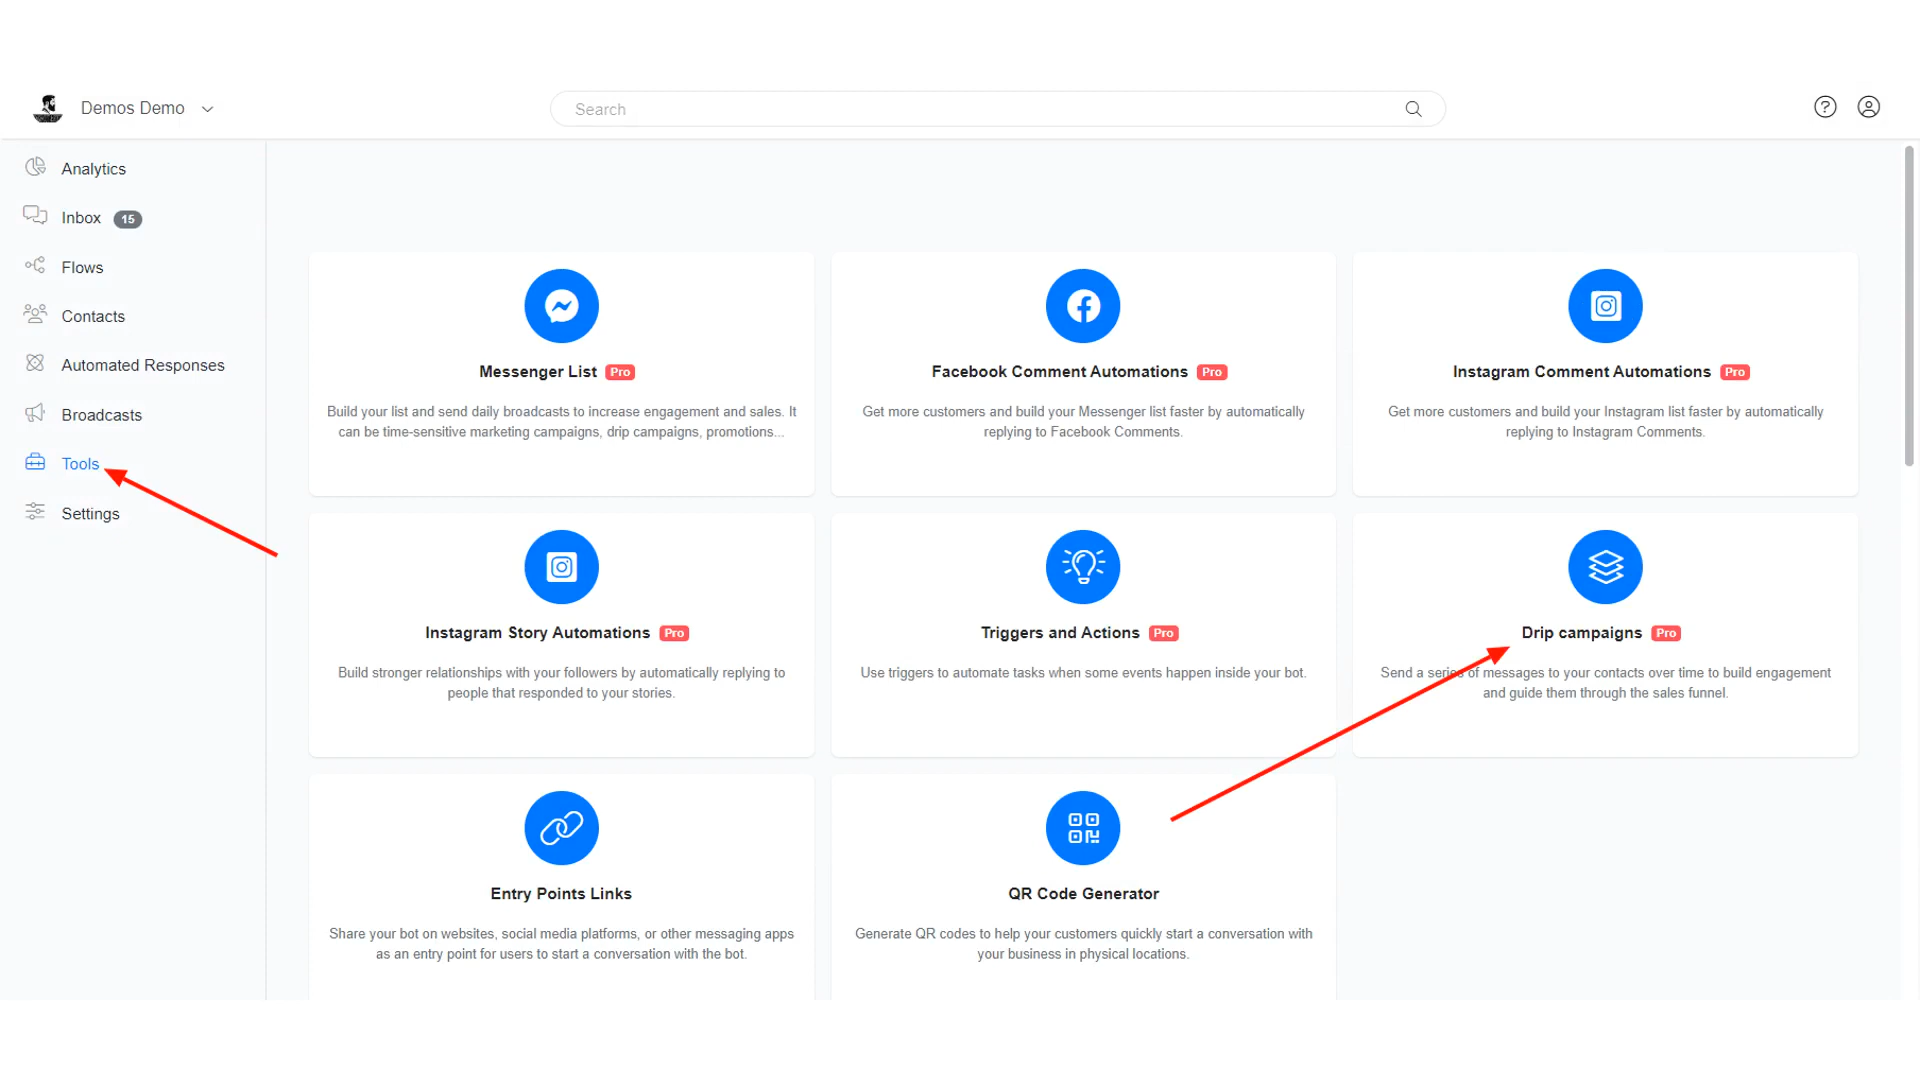 Demos Demo
Search
Analytics
Inbox 15
Flows
Contacts
Automated Responses
Broadcasts
Tools
Settings
Messenger List Pro
Build your list and send daily broadcasts to increase engagement and sales. It
can be time-sensitive marketing campaigns, drip campaigns, promotions...
Facebook Comment Automations Pro
Get more customers and build your Messenger list faster by automatically
replying to Facebook Comments.
Instagram Comment Automations Pro
Get more customers and build your Instagram list faster by automatically
replying to Instagram Comments.
Instagram Story Automations Pro
Build stronger relationships with your followers by automatically replying to
people that responded to your stories.
Triggers and Actions Pro
Use triggers to automate tasks when some events happen inside your bot.
Drip campaigns Pro
Send a series of messages to your contacts over time to build engagement
and guide them through the sales funnel.
Entry Points Links
Share your bot on websites, social media platforms, or other messaging apps
as an entry point for users to start a conversation with the bot.
QR Code Generator
Generate QR codes to help your customers quickly start a conversation with
your business in physical locations.